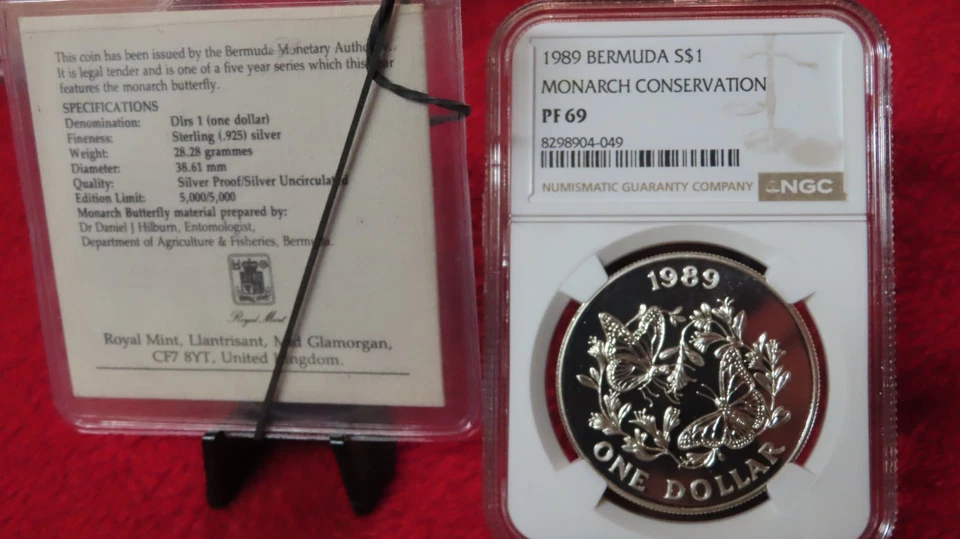 This coin has been issued by the Bermuda Monetary
It is legal tender and is one of a five year series which this
features the monarch butterfly.
SPECIFICATIONS
Denomination: Dlrs 1 (one dollar)
Fineness: Sterling (.925) silver
Weight: 28.28 grammes
Diameter: 38.61 mm
Quality: Silver Proof/Silver Uncirculated
Edition Limit: 5,000/5,000
Monarch Butterfly material prepared by:
Dr Daniel J Hilburn, Entomologist,
Department of Agriculture & Fisheries, Bermuda.
Royal Mint
Royal Mint, Llantrisant, Mid Glamorgan,
CF7 8YT, United Kingdom.
1989 BERMUDA S$1
MONARCH CONSERVATION
PF 69
8298904-049
NUMISMATIC GUARANTY COMPANY NGC
1989
ONE DOLLAR